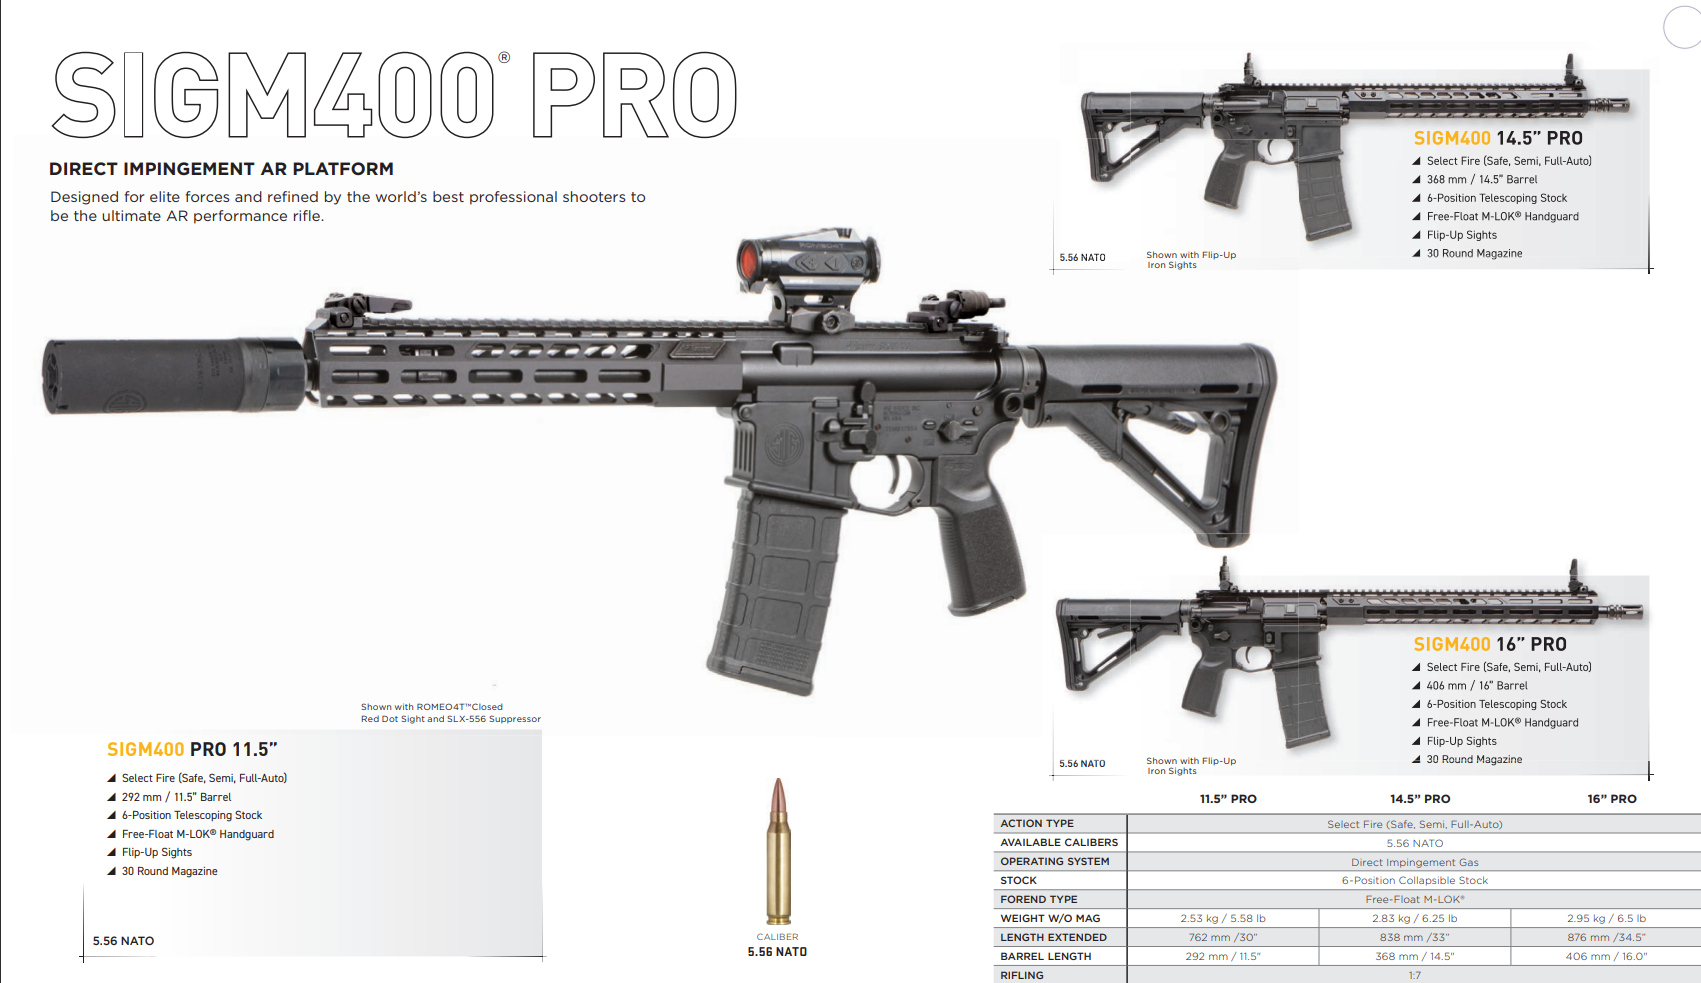 SIGM400® PRO
DIRECT IMPINGEMENT AR PLATFORM
Designed for elite forces and refined by the world's best professional shooters to
be the ultimate AR performance rifle.
SIGM400 14.5” PRO
Select Fire (Safe, Semi, Full-Auto)
368 mm / 14.5” Barrel
6-Position Telescoping Stock
Free-Float M-LOK® Handguard
Flip-Up Sights
30 Round Magazine
5.56 NATO
Shown with Flip-Up
Iron Sights
ROMEO4T
SIGM400 16” PRO
Select Fire (Safe, Semi, Full-Auto)
406 mm / 16” Barrel
6-Position Telescoping Stock
Free-Float M-LOK® Handguard
Flip-Up Sights
30 Round Magazine
5.56 NATO
Shown with Flip-Up
Iron Sights
Shown with ROMEO4T™Closed
Red Dot Sight and SLX-556 Suppressor
SIGM400 PRO 11.5”
Select Fire (Safe, Semi, Full-Auto)
292 mm / 11.5” Barrel
6-Position Telescoping Stock
Free-Float M-LOK® Handguard
Flip-Up Sights
30 Round Magazine
5.56 NATO
CALIBER
5.56 NATO
11.5” PRO 14.5” PRO 16” PRO
ACTION TYPE Select Fire (Safe, Semi, Full-Auto)
AVAILABLE CALIBERS 5.56 NATO
OPERATING SYSTEM Direct Impingement Gas
STOCK 6-Position Collapsible Stock
FOREND TYPE Free-Float M-LOK®
WEIGHT W/O MAG 2.53 kg / 5.58 lb 2.83 kg / 6.25 lb 2.95 kg / 6.5 lb
LENGTH EXTENDED 762 mm /30” 838 mm /33” 876 mm /34.5”
BARREL LENGTH 292 mm / 11.5” 368 mm / 14.5” 406 mm / 16.0”
RIFLING 1:7